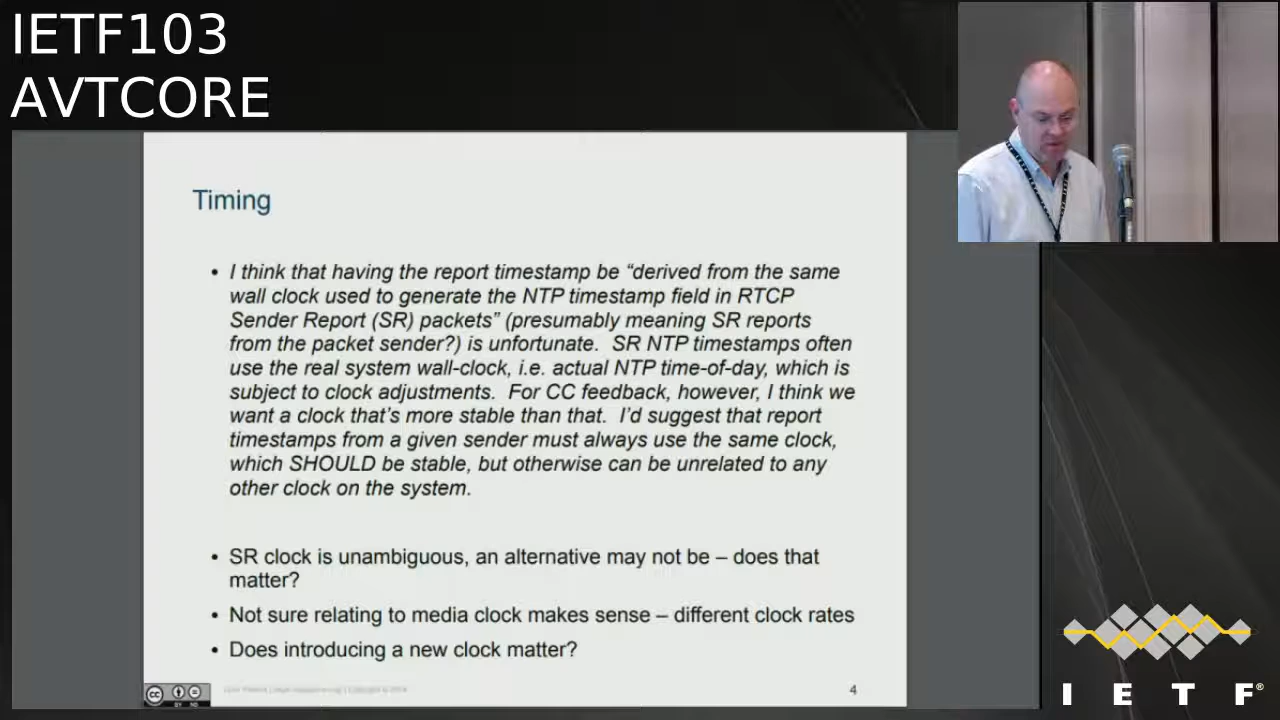 IETF103
AVTCORE
Timing
• I think that having the report timestamp be “derived from the same
wall clock used to generate the NTP timestamp field in RTCP
Sender Report (SR) packets” (presumably meaning SR reports
from the packet sender?) is unfortunate.  SR NTP timestamps often
use the real system wall-clock, i.e. actual NTP time-of-day, which is
subject to clock adjustments.  For CC feedback, however, I think we
want a clock that’s more stable than that.  I’d suggest that report
timestamps from a given sender must always use the same clock,
which SHOULD be stable, but otherwise can be unrelated to any
other clock on the system.
• SR clock is unambiguous, an alternative may not be – does that
matter?
• Not sure relating to media clock makes sense – different clock rates
• Does introducing a new clock matter?
cc
BY ND
4
I E T F®